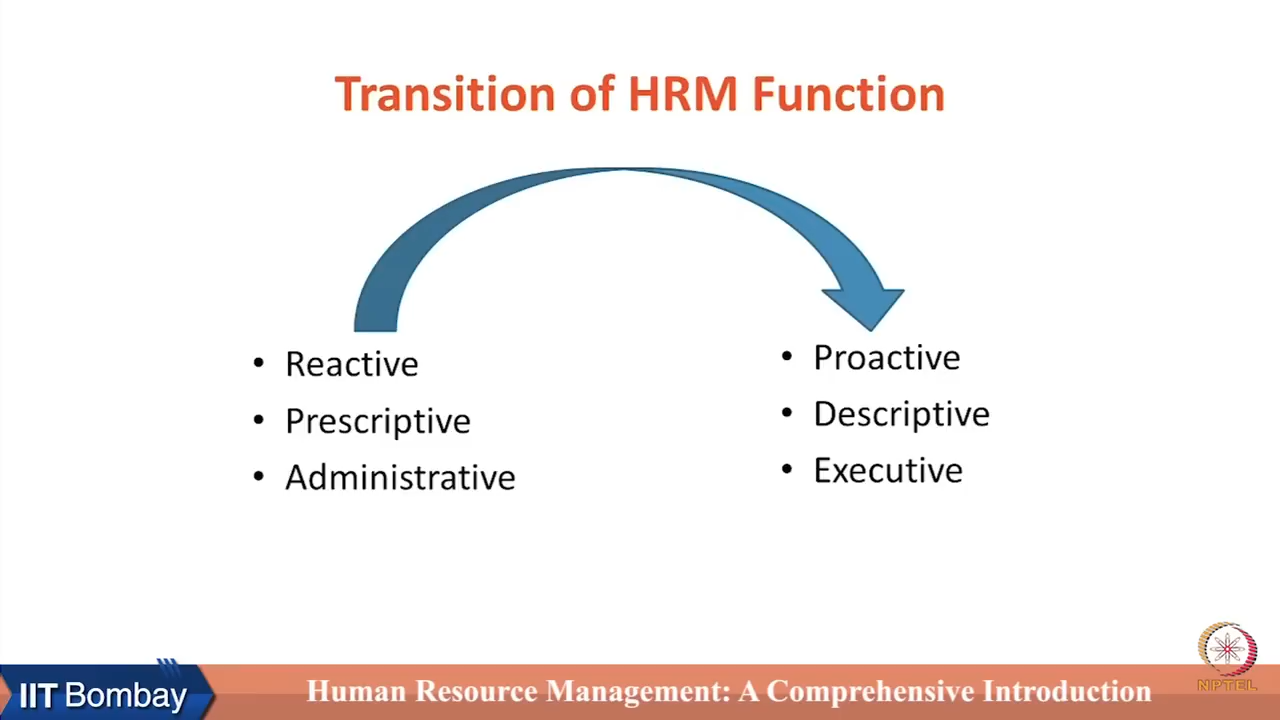 Transition of HRM Function
• Reactive
• Prescriptive
• Administrative
• Proactive
• Descriptive
• Executive
IIT Bombay
Human Resource Management: A Comprehensive Introduction
NPTEL